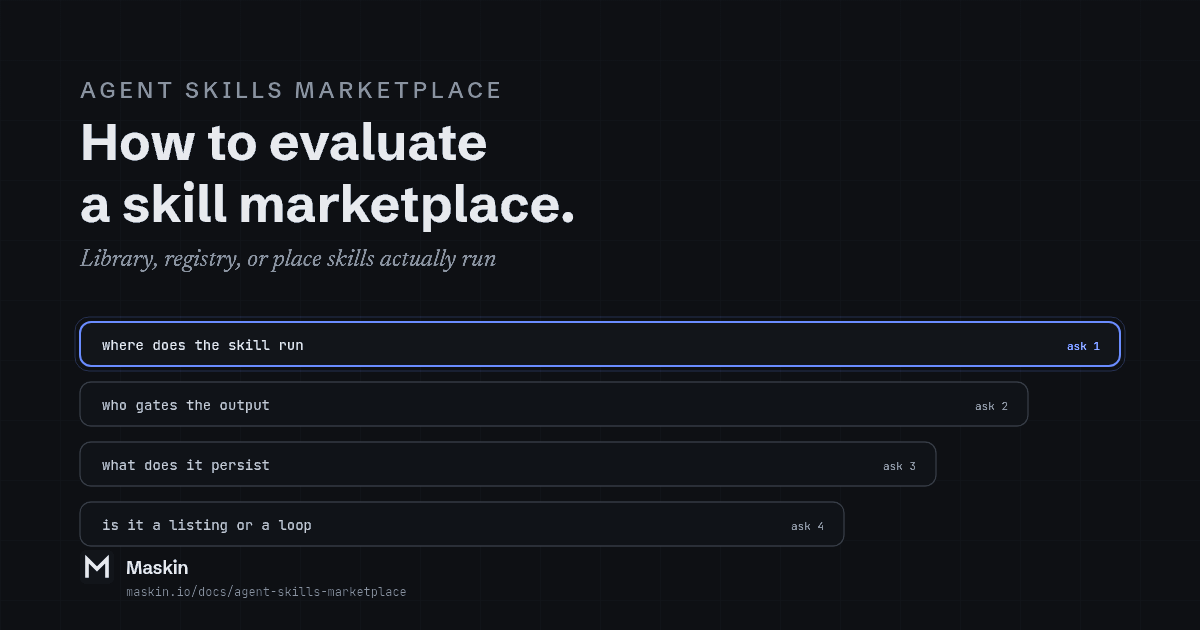 AGENT SKILLS MARKETPLACE
How to evaluate
a skill marketplace.
Library, registry, or place skills actually run
where does the skill run ask 1
who gates the output ask 2
what does it persist ask 3
is it a listing or a loop ask 4
Maskin
maskin.io/docs/agent-skills-marketplace